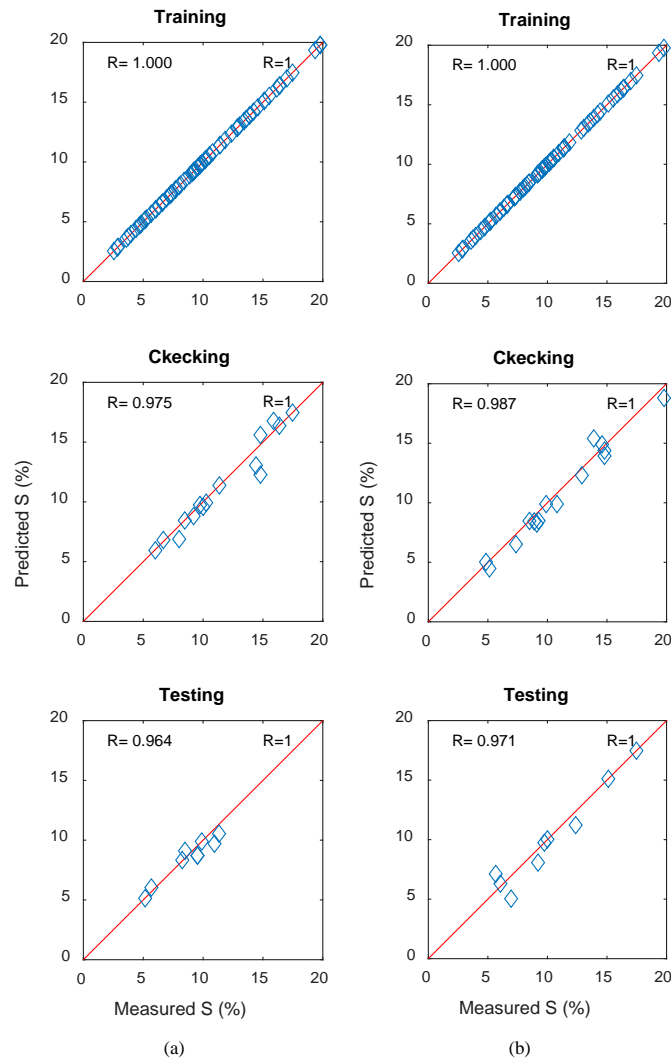 Training
20
R= 1.000
R=1
15
10
5
0
0 5 10 15 20
Training
20
R= 1.000
R=1
15
10
5
0
0 5 10 15 20
Ckecking
20
R= 0.975
R=1
15
10
5
0
Predicted S (%)
0 5 10 15 20
Ckecking
20
R= 0.987
R=1
15
10
5
0
Predicted S (%)
0 5 10 15 20
Testing
20
R= 0.964
R=1
15
10
5
0
0 5 10 15 20
Measured S (%)
Testing
20
R= 0.971
R=1
15
10
5
0
0 5 10 15 20
Measured S (%)
(a)
(b)